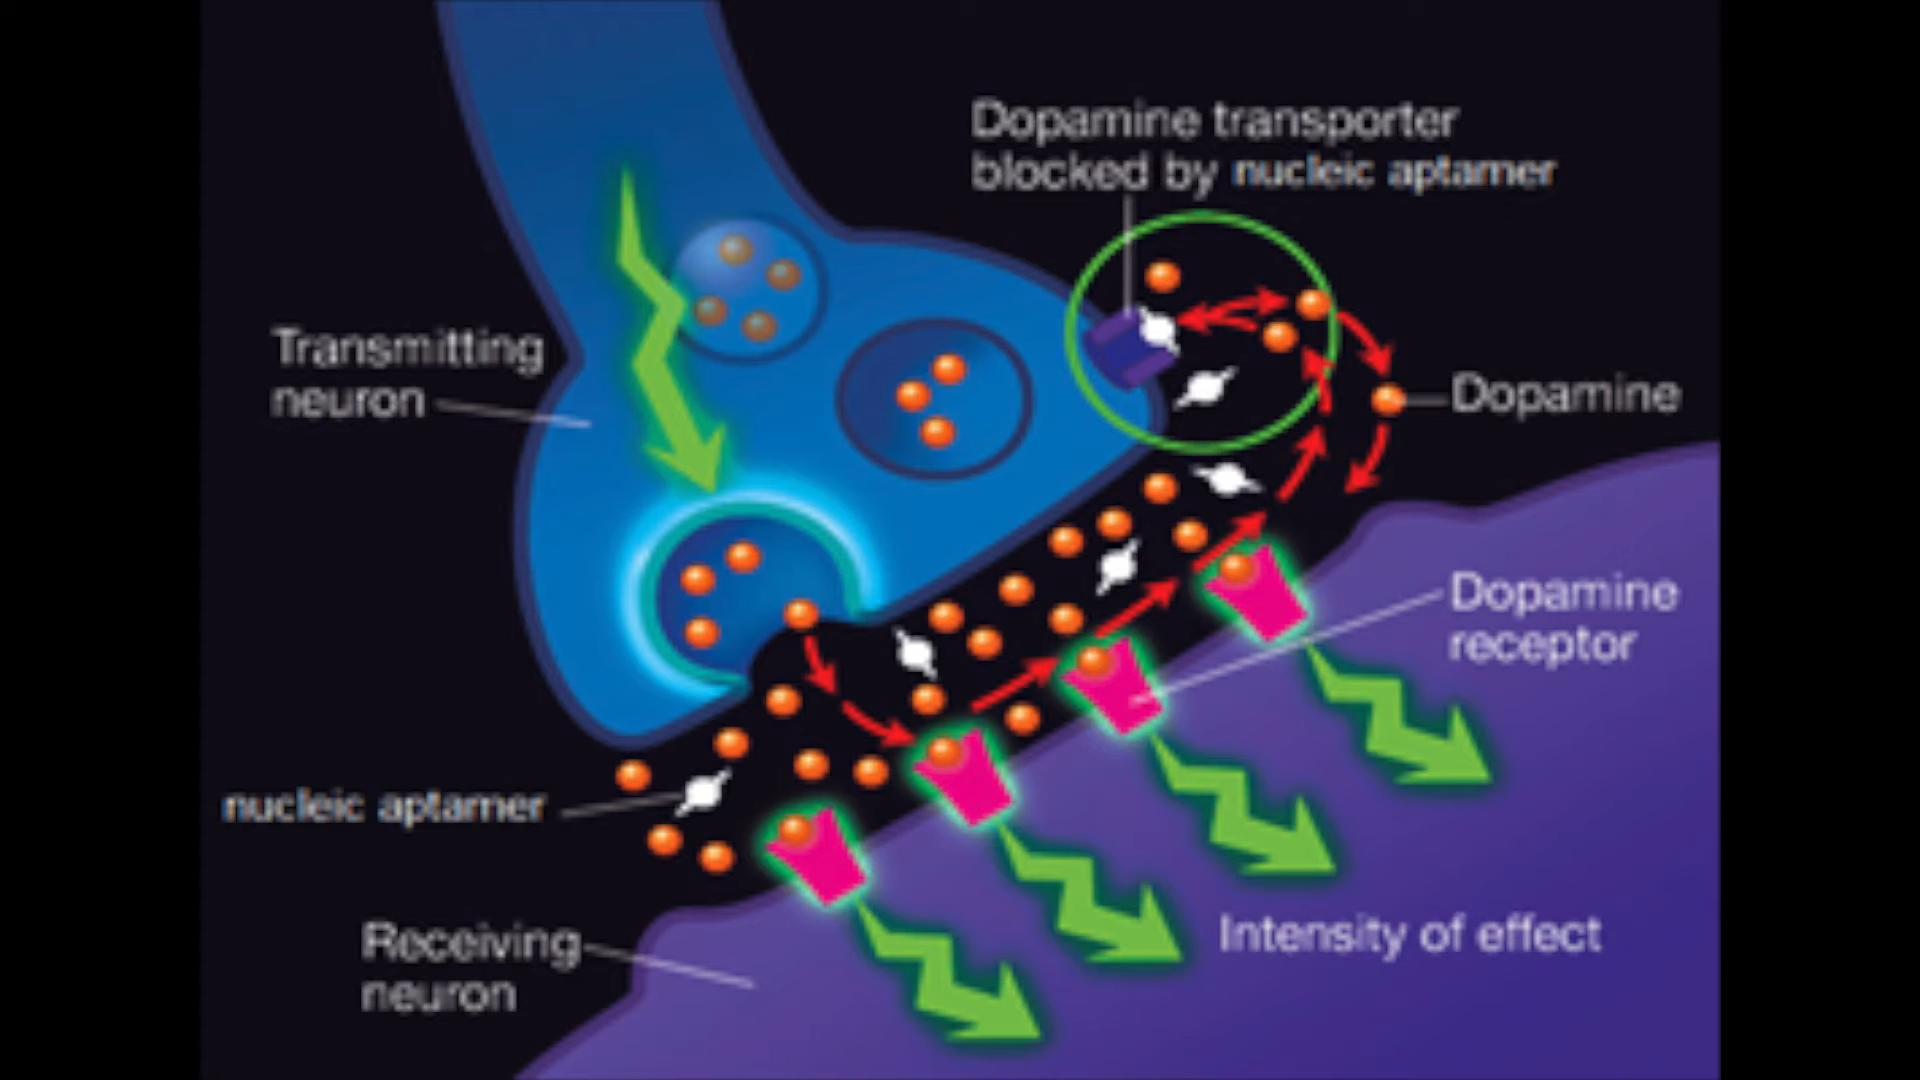 Dopamine transporter
blocked by nucleic aptamer
Transmitting
neuron
Dopamine
Dopamine
receptor
nucleic aptamer
Intensity of effect
Receiving
neuron